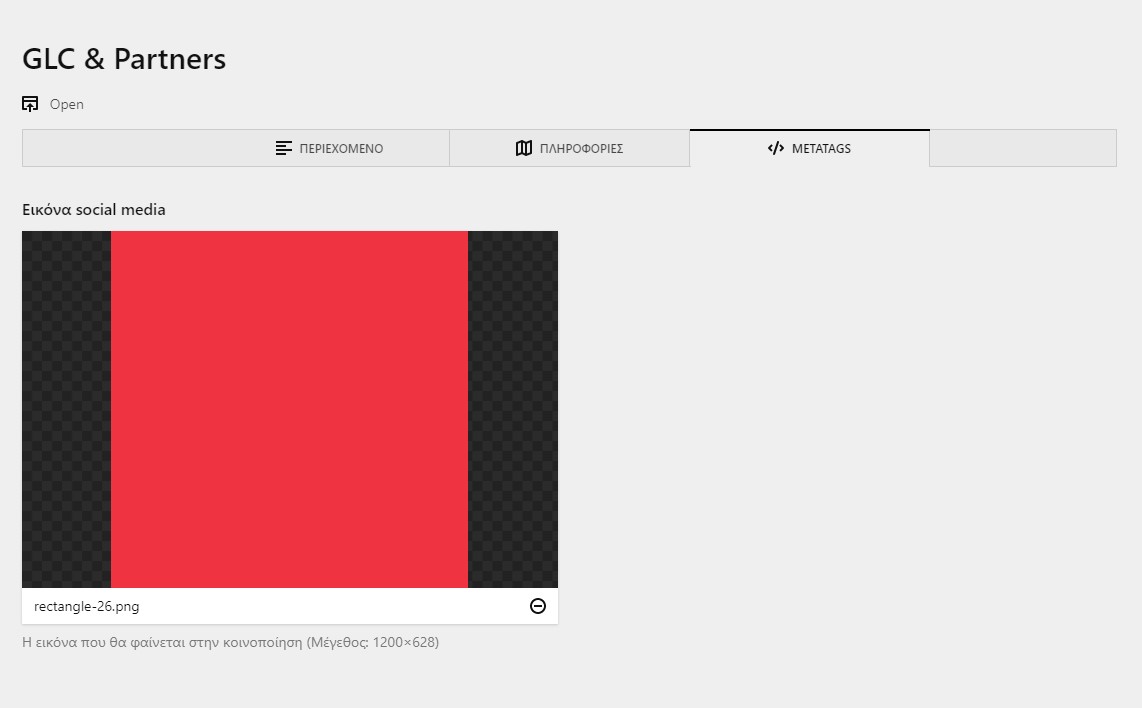 GLC & Partners
Open
ΠΕΡΙΕΧΟΜΕΝΟ
ΠΛΗΡΟΦΟΡΙΕΣ
METATAGS
Εικόνα social media
rectangle-26.png
Η εικόνα που θα φαίνεται στην κοινοποίηση (Μέγεθος: 1200×628)